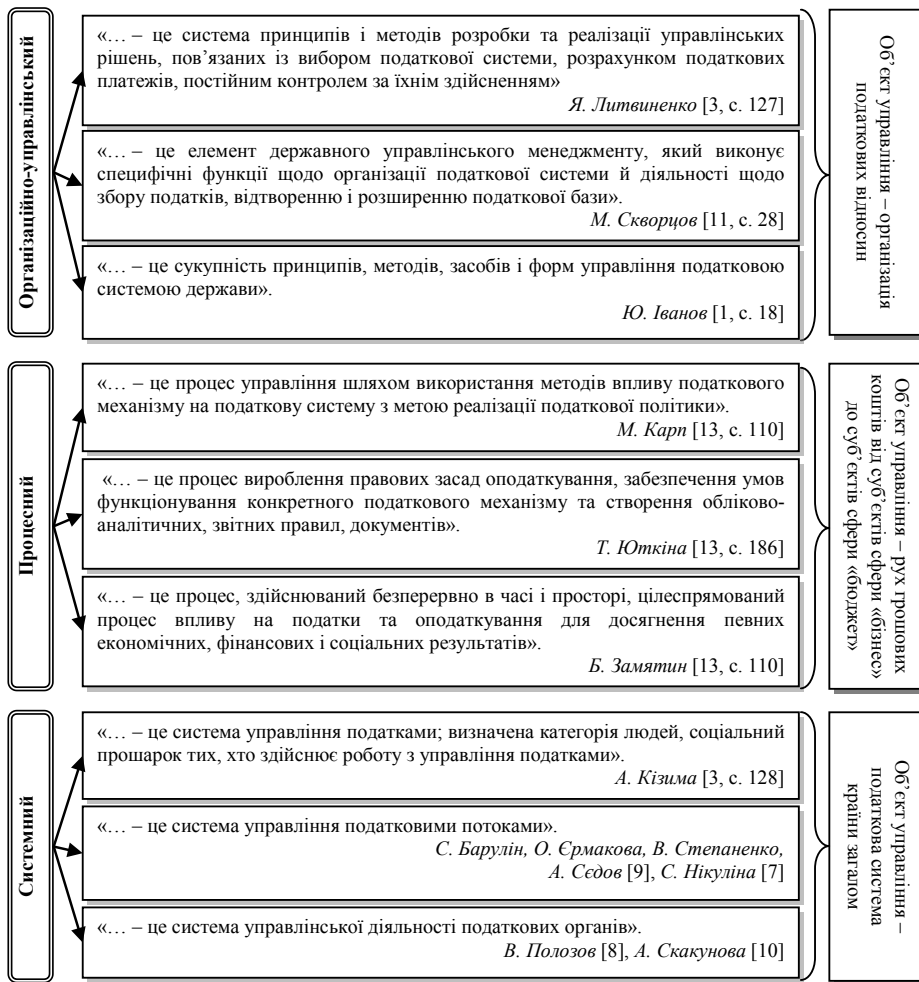 Організаційно-управлінський
«… – це система принципів і методів розробки та реалізації управлінських
рішень, пов’язаних із вибором податкової системи, розрахунком податкових
платежів, постійним контролем за їхнім здійсненням»
Я. Литвиненко [3, с. 127]
«… – це елемент державного управлінського менеджменту, який виконує
специфічні функції щодо організації податкової системи й діяльності щодо
збору податків, відтворенню і розширенню податкової бази».
М. Скворцов [11, с. 28]
«… – це сукупність принципів, методів, засобів і форм управління податковою
системою держави».
Ю. Іванов [1, с. 18]
Об’єкт управління – організація
податкових відносин
Процесний
«… – це процес управління шляхом використання методів впливу податкового
механізму на податкову систему з метою реалізації податкової політики».
М. Карп [13, с. 110]
«… – це процес вироблення правових засад оподаткування, забезпечення умов
функціонування конкретного податкового механізму та створення обліково-
аналітичних, звітних правил, документів».
Т. Юткіна [13, с. 186]
«… – це процес, здійснюваний безперервно в часі і просторі, цілеспрямований
процес впливу на податки та оподаткування для досягнення певних
економічних, фінансових і соціальних результатів».
Б. Замятин [13, с. 110]
Об’єкт управління – рух грошових
коштів від суб’єктів сфери «бізнес»
до суб’єктів сфери «бюджет»
Системний
«… – це система управління податками; визначена категорія людей, соціальний
прошарок тих, хто здійснює роботу з управління податками».
А. Кізима [3, с. 128]
«… – це система управління податковими потоками».
С. Барулін, О. Єрмакова, В. Степаненко,
А. Сєдов [9], С. Нікуліна [7]
«… – це система управлінської діяльності податкових органів».
В. Полозов [8], А. Скакунова [10]
Об’єкт управління –
податкова система
країни загалом